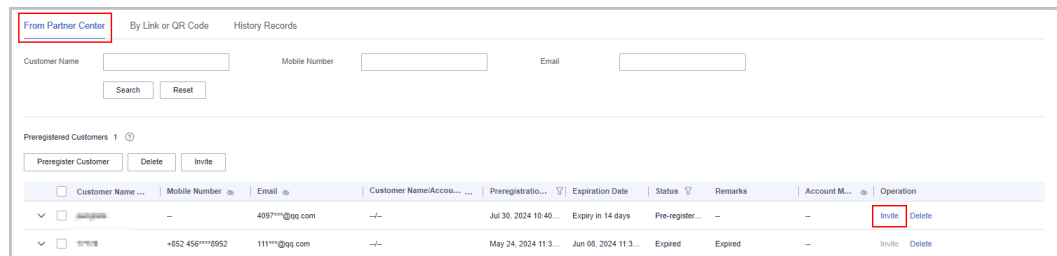 From Partner Center By Link or QR Code History Records
Customer Name Mobile Number Email
Search Reset
Preregistered Customers 1 ?
Preregister Customer Delete Invite
Customer Name ... Mobile Number Email Customer Name/Accou... ... Preregistratio... Expiration Date Status Remarks Account M... Operation
-- 4097***@qq.com --/-- Jul 30, 2024 10:40... Expiry in 14 days Pre-register... -- -- Invite Delete
+852 456****8952 111***@qq.com --/-- May 24, 2024 11:3... Jun 08, 2024 11:3... Expired Expired -- Invite Delete